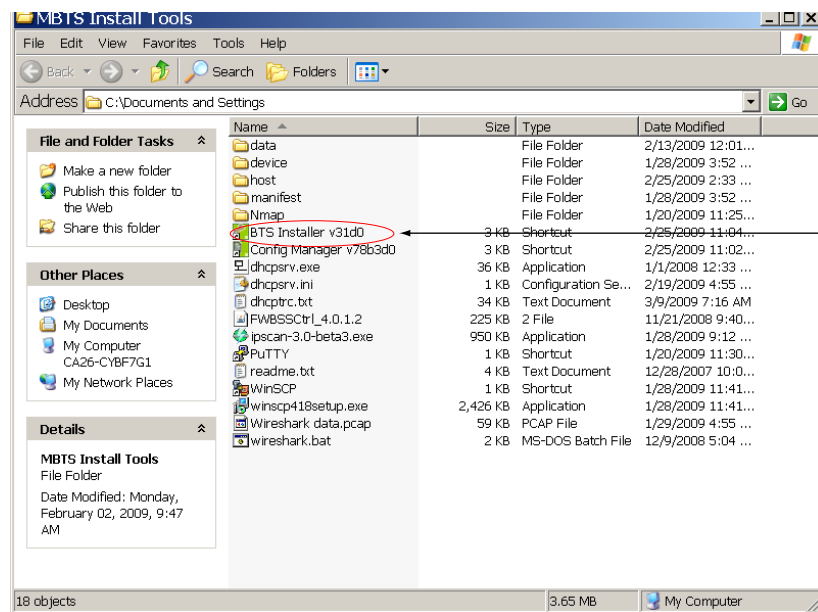 MBTS Install Tools
File Edit View Favorites Tools Help
Back Search Folders
Address C:\Documents and Settings Go
File and Folder Tasks
Make a new folder
Publish this folder to
the Web
Share this folder
Other Places
Desktop
My Documents
My Computer
CA26-CYBF7G1
My Network Places
Details
MBTS Install Tools
File Folder
Date Modified: Monday,
February 02, 2009, 9:47
AM
Name Size Type Date Modified
data File Folder 2/13/2009 12:01...
device File Folder 1/28/2009 3:52 ...
host File Folder 2/25/2009 2:33 ...
manifest File Folder 1/28/2009 3:52 ...
Nmap File Folder 1/20/2009 11:25...
BTS Installer v31d0 3 KB Shortcut 2/25/2009 11:04...
Config Manager v78b3d0 3 KB Shortcut 2/25/2009 11:02...
dhcpsrv.exe 36 KB Application 1/1/2008 12:33 ...
dhcpsrv.ini 1 KB Configuration Se... 2/19/2009 4:55 ...
dhcptrc.txt 34 KB Text Document 3/9/2009 7:16 AM
FWBSSCtrl_4.0.1.2 225 KB 2 File 11/21/2008 9:40...
ipscan-3.0-beta3.exe 950 KB Application 1/28/2009 9:12 ...
PuTTY 1 KB Shortcut 1/20/2009 11:30...
readme.txt 4 KB Text Document 12/28/2007 10:0...
WinSCP 1 KB Shortcut 1/28/2009 11:41...
winscp418setup.exe 2,426 KB Application 1/28/2009 11:41...
Wireshark data.pcap 59 KB PCAP File 1/29/2009 4:55 ...
wireshark.bat 2 KB MS-DOS Batch File 12/9/2008 5:04 ...
18 objects 3.65 MB My Computer